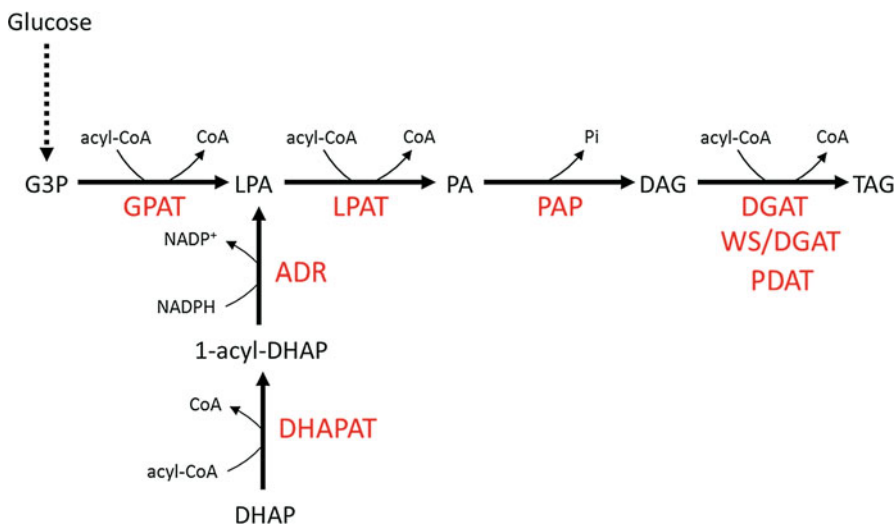 Glucose
acyl-CoA CoA acyl-CoA CoA Pi acyl-CoA CoA
G3P LPA PA DAG TAG
GPAT LPAT PAP DGAT
WS/DGAT
PDAT
NADP⁺
ADR
NADPH
1-acyl-DHAP
CoA
DHAPAT
acyl-CoA
DHAP